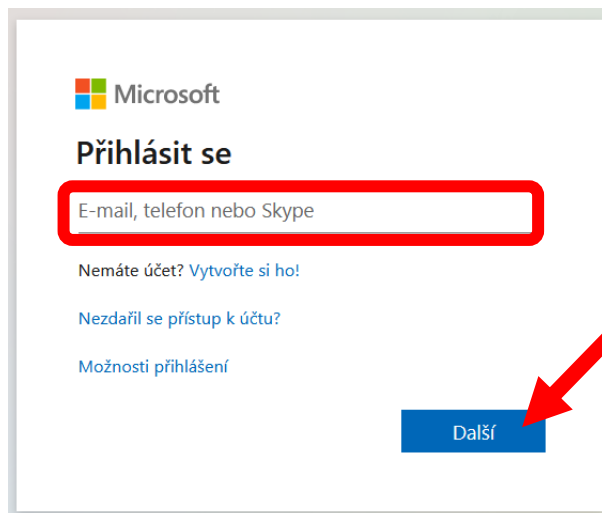 Microsoft
Přihlásit se
E-mail, telefon nebo Skype
Nemáte účet? Vytvořte si ho!
Nezdařil se přístup k účtu?
Možnosti přihlášení
Další